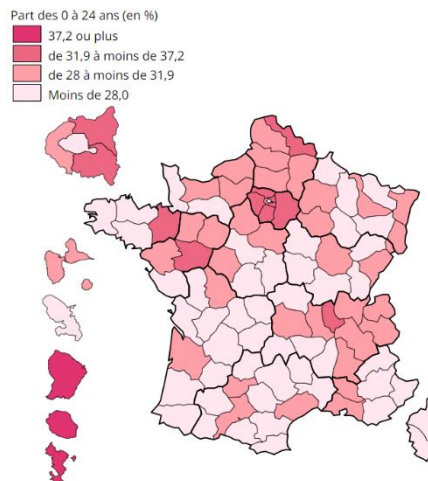 Part des 0 à 24 ans (en %)
37,2 ou plus
de 31,9 à moins de 37,2
de 28 à moins de 31,9
Moins de 28,0